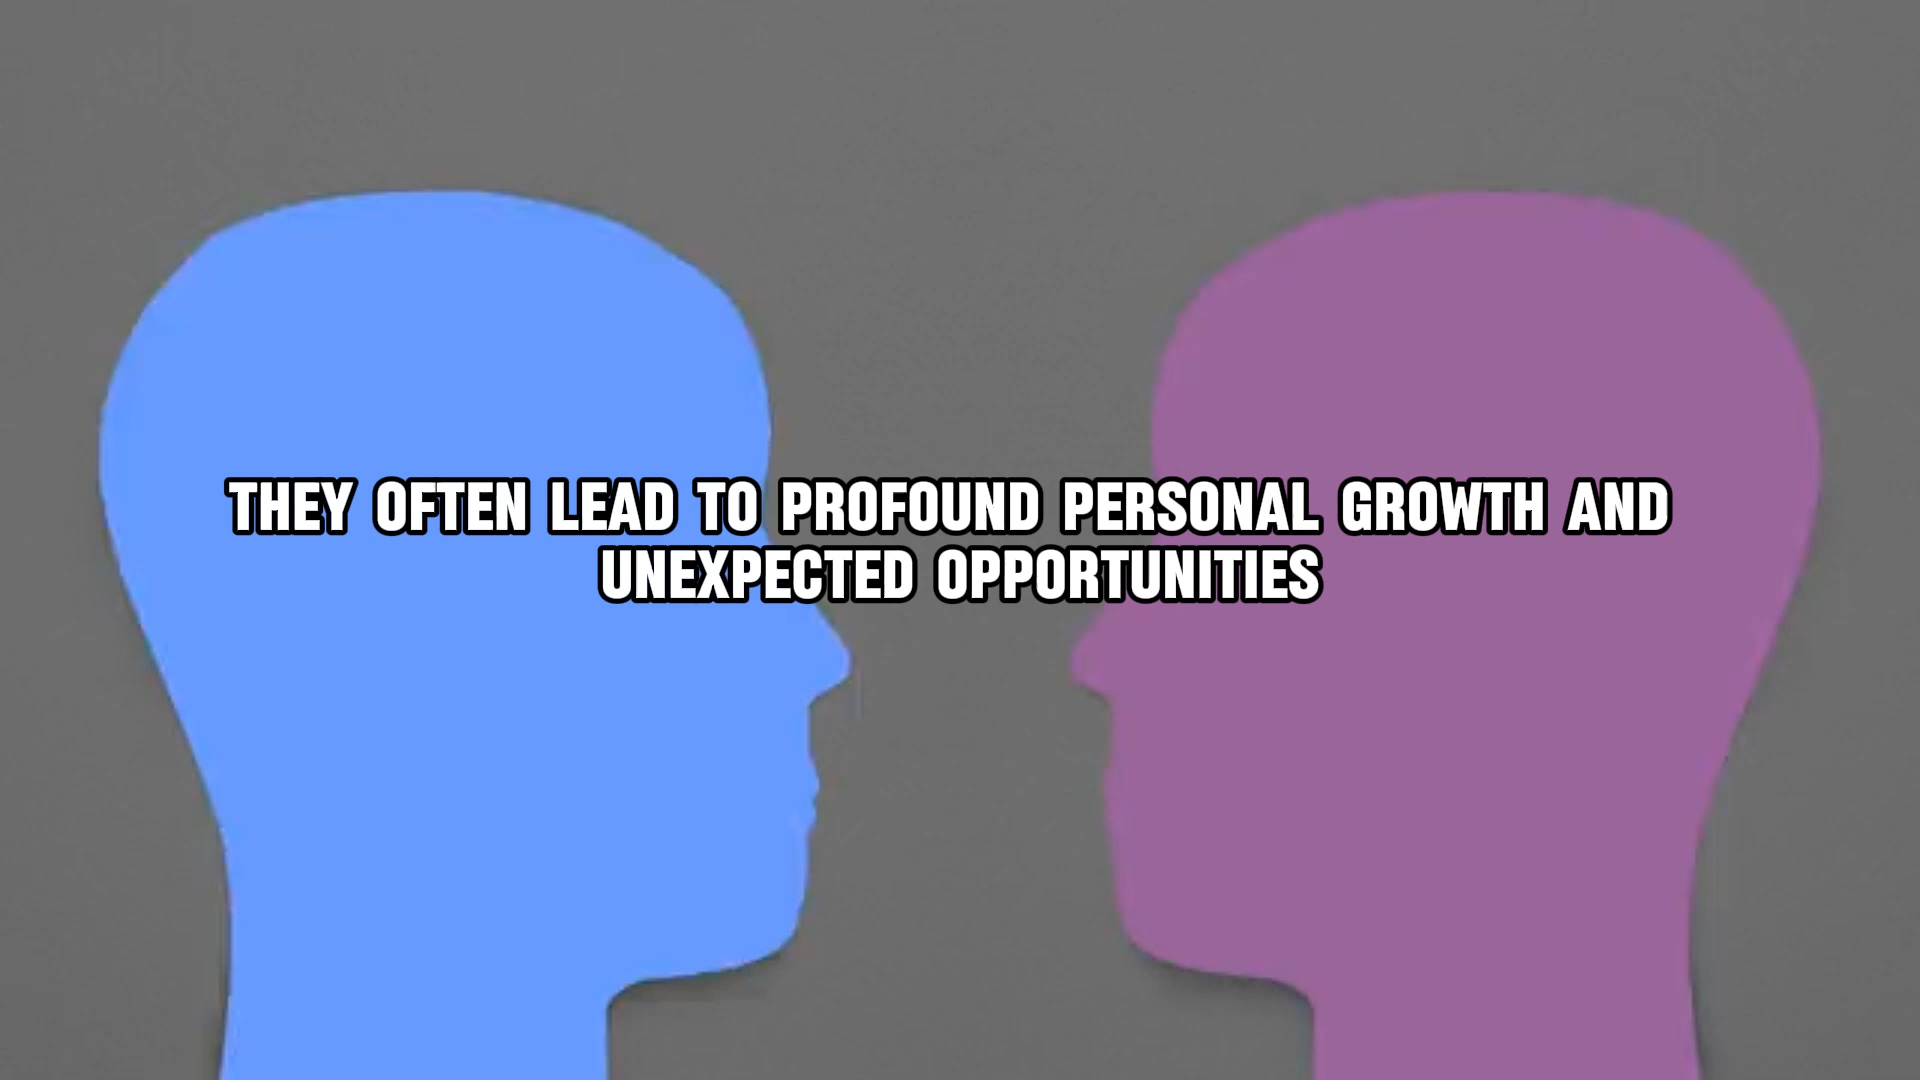 THEY OFTEN LEAD TO PROFOUND PERSONAL GROWTH AND
UNEXPECTED OPPORTUNITIES